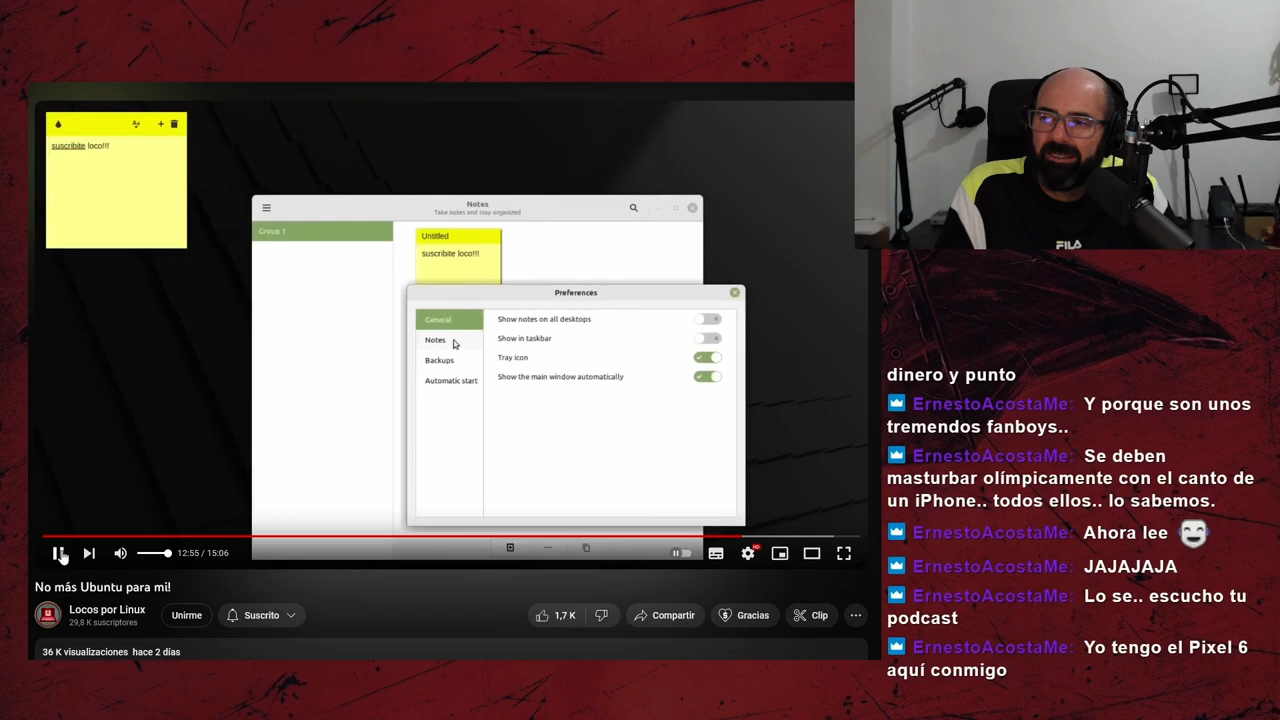 suscribite loco!!!
Notes
Take notes and stay organized
Group 1
Untitled
suscribite loco!!!
Preferences
General
Notes
Backups
Automatic start
Show notes on all desktops
Show in taskbar
Tray icon
Show the main window automatically
12:55 / 15:06
HD
No más Ubuntu para mi!
Locos por Linux
29,8 K suscriptores
Unirme
Suscrito
1,7 K
Compartir
Gracias
Clip
36 K visualizaciones hace 2 días
FILA
dinero y punto
ErnestoAcostaMe: Y porque son unos
tremendos fanboys..
ErnestoAcostaMe: Se deben
masturbar olímpicamente con el canto de
un iPhone.. todos ellos.. lo sabemos.
ErnestoAcostaMe: Ahora lee
ErnestoAcostaMe: JAJAJAJA
ErnestoAcostaMe: Lo se.. escucho tu
podcast
ErnestoAcostaMe: Yo tengo el Pixel 6
aquí conmigo